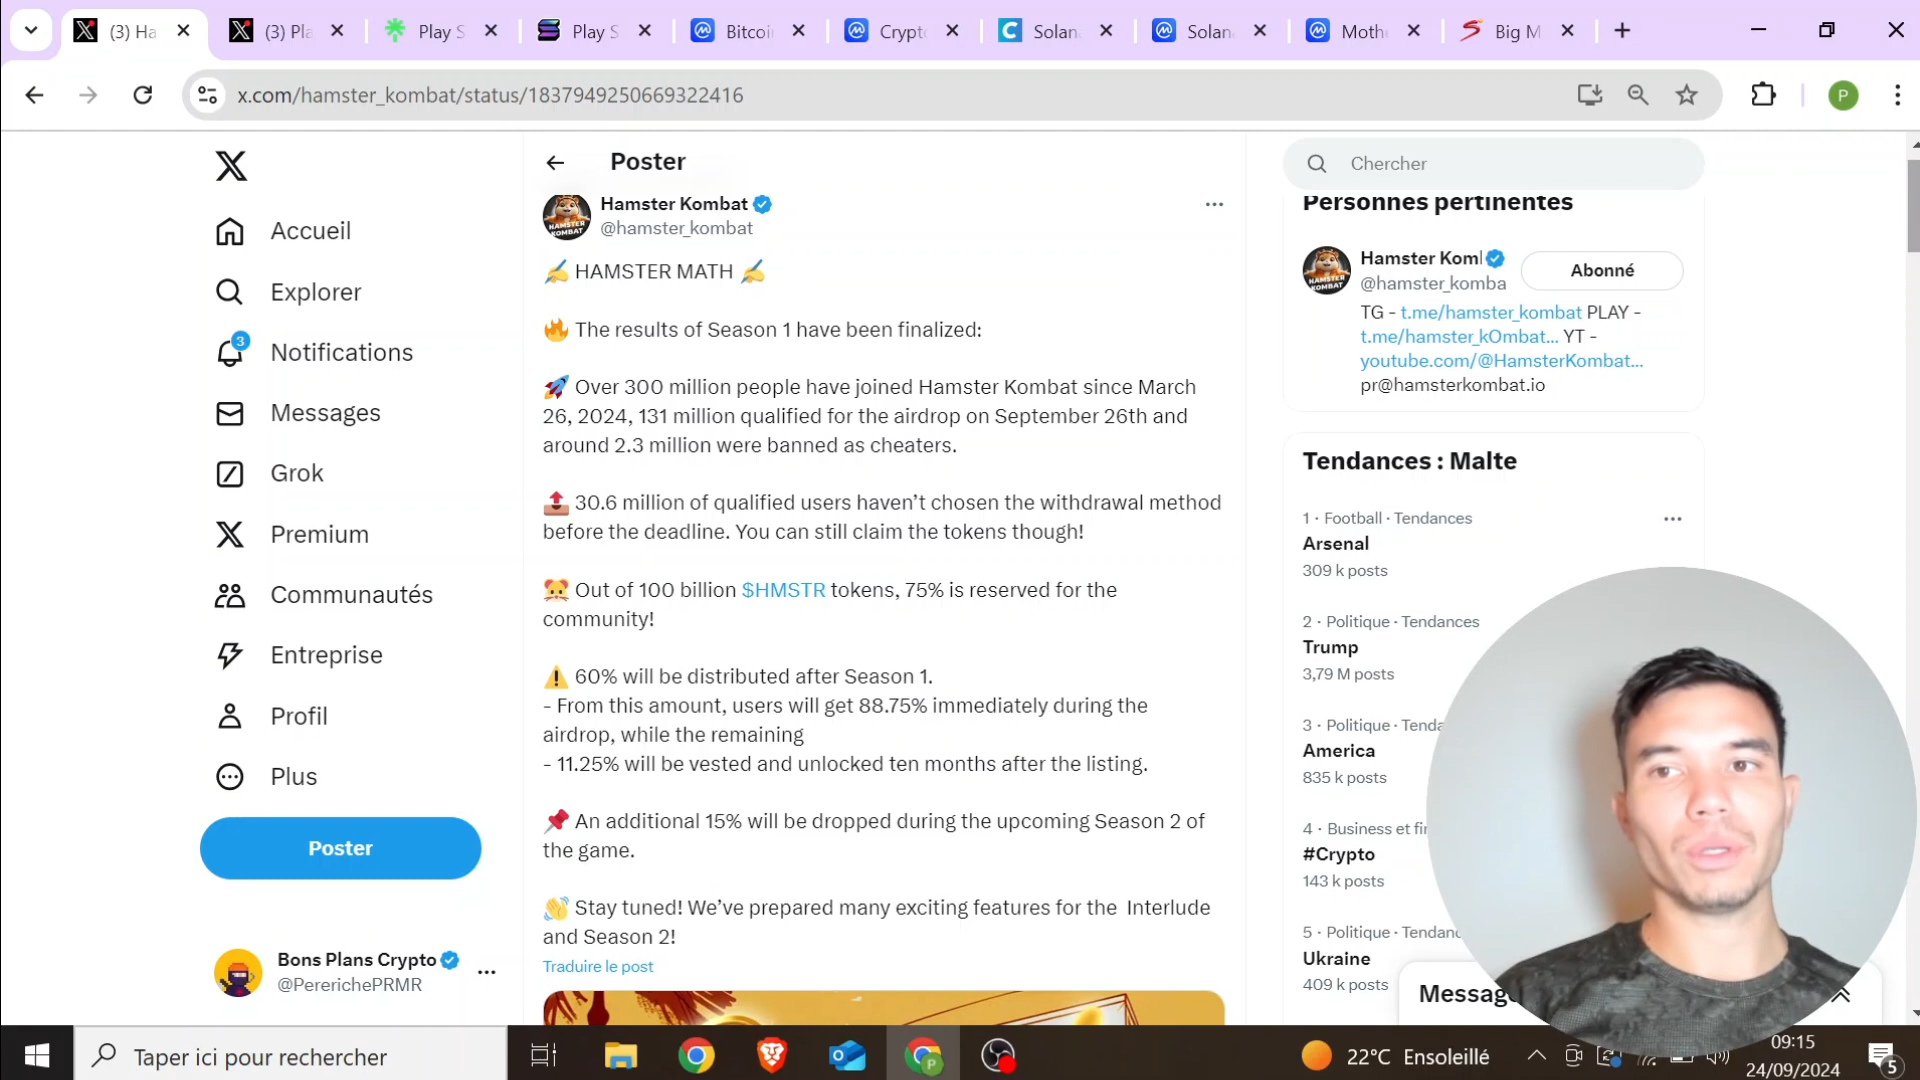 (3) Ha
(3) Pla
Play S
Play S
Bitcoi
Crypt
Solan
Solan
Moth
Big M
x.com/hamster_kombat/status/1837949250669322416
P
Accueil
Explorer
3
Notifications
Messages
Grok
Premium
Communautés
Entreprise
Profil
Plus
Poster
Bons Plans Crypto
@PererichePRMR
Poster
Hamster Kombat
@hamster_kombat
HAMSTER MATH
The results of Season 1 have been finalized:
Over 300 million people have joined Hamster Kombat since March
26, 2024, 131 million qualified for the airdrop on September 26th and
around 2.3 million were banned as cheaters.
30.6 million of qualified users haven’t chosen the withdrawal method
before the deadline. You can still claim the tokens though!
Out of 100 billion $HMSTR tokens, 75% is reserved for the
community!
60% will be distributed after Season 1.
- From this amount, users will get 88.75% immediately during the
airdrop, while the remaining
- 11.25% will be vested and unlocked ten months after the listing.
An additional 15% will be dropped during the upcoming Season 2 of
the game.
Stay tuned! We’ve prepared many exciting features for the Interlude
and Season 2!
Traduire le post
Chercher
Personnes pertinentes
Hamster Kom
@hamster_komba
Abonné
TG - t.me/hamster_kombat PLAY -
t.me/hamster_kOmbat... YT -
youtube.com/@HamsterKombat...
pr@hamsterkombat.io
Tendances : Malte
1 · Football · Tendances
Arsenal
309 k posts
2 · Politique · Tendances
Trump
3,79 M posts
3 · Politique · Tenda
America
835 k posts
4 · Business et fi
#Crypto
143 k posts
5 · Politique · Tendan
Ukraine
409 k posts
Messag
Taper ici pour rechercher
22°C Ensoleillé
09:15
24/09/2024
5